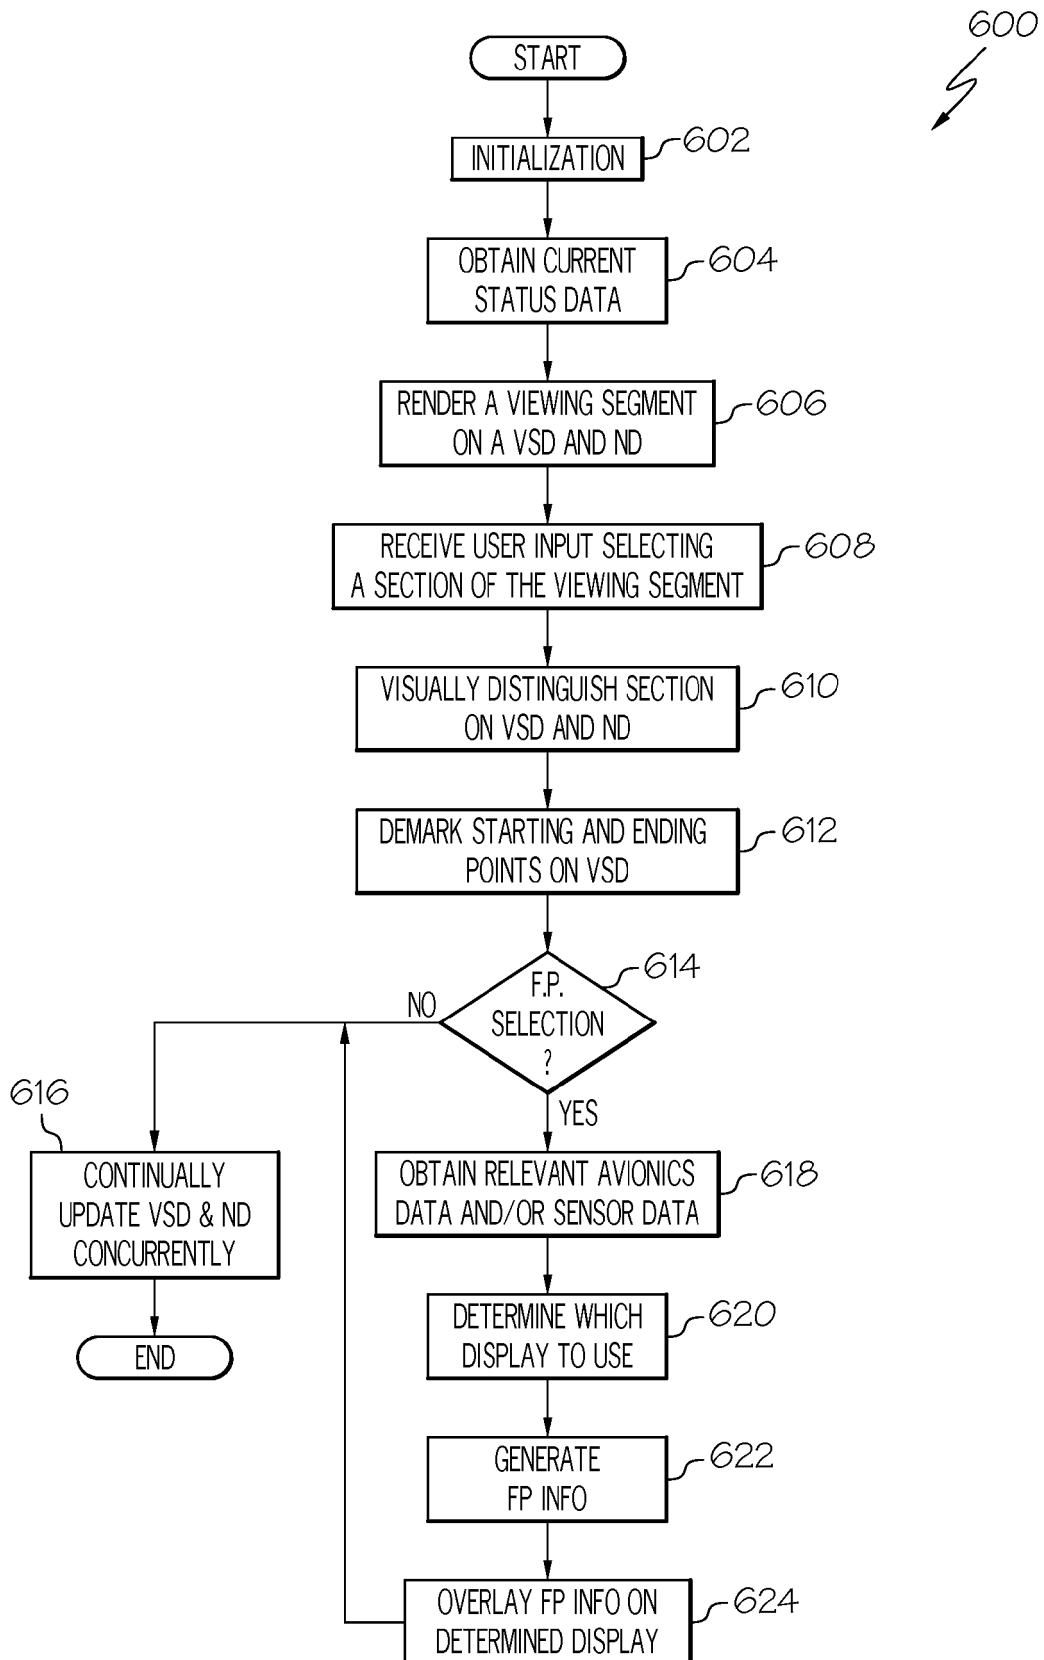 600
START
INITIALIZATION
602
OBTAIN CURRENT
STATUS DATA
604
RENDER A VIEWING SEGMENT
ON A VSD AND ND
606
RECEIVE USER INPUT SELECTING
A SECTION OF THE VIEWING SEGMENT
608
VISUALLY DISTINGUISH SECTION
ON VSD AND ND
610
DEMARK STARTING AND ENDING
POINTS ON VSD
612
F.P.
SELECTION
?
614
NO
YES
616
CONTINUALLY
UPDATE VSD & ND
CONCURRENTLY
END
OBTAIN RELEVANT AVIONICS
DATA AND/OR SENSOR DATA
618
DETERMINE WHICH
DISPLAY TO USE
620
GENERATE
FP INFO
622
OVERLAY FP INFO ON
DETERMINED DISPLAY
624